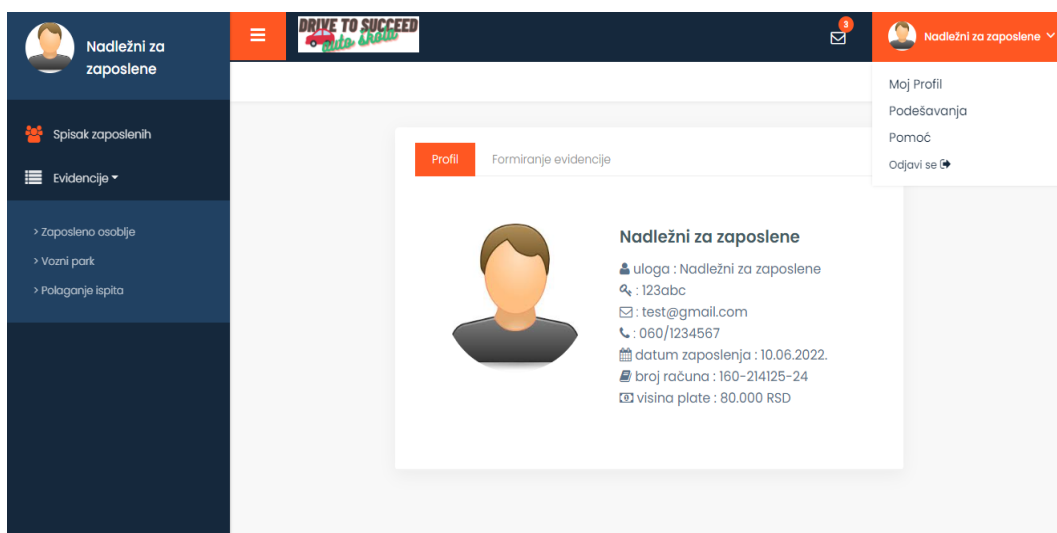 Nadležni za
zaposlene
Spisak zaposlenih
Evidencije
> Zaposleno osoblje
> Vozni park
> Polaganje ispita
DRIVE TO SUCCEED
auto škola
3
Nadležni za zaposlene
Moj Profil
Podešavanja
Pomoć
Odjavi se
Profil
Formiranje evidencije
Nadležni za zaposlene
uloga : Nadležni za zaposlene
: 123abc
: test@gmail.com
: 060/1234567
datum zaposlenja : 10.06.2022.
broj računa : 160-214125-24
visina plate : 80.000 RSD